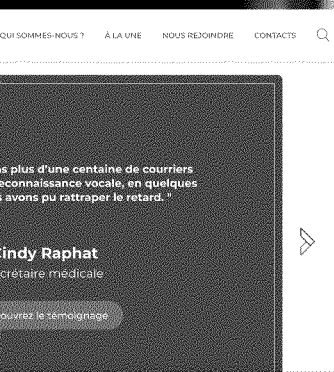 QUI SOMMES-NOUS ? À LA UNE NOUS REJOINDRE CONTACTS
plus d'une centaine de courriers
reconnaissance vocale, en quelques
avons pu rattraper le retard. "
Cindy Raphat
crétaire médicale
ouvrez le témoignage